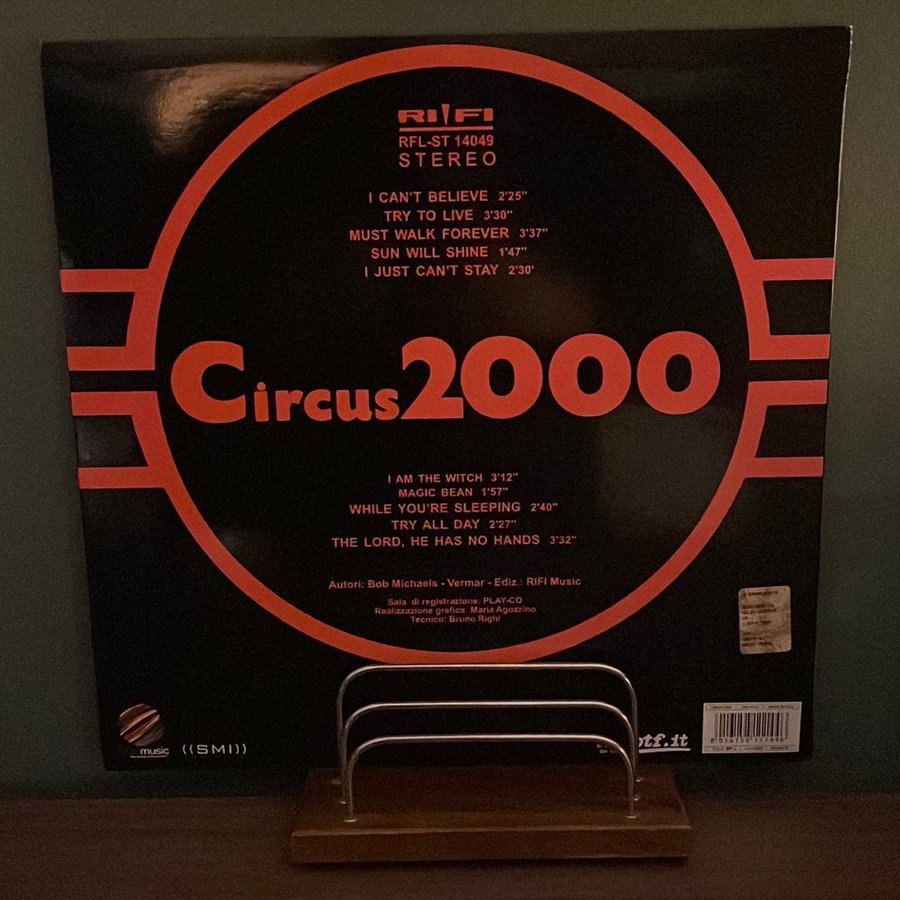 RI/FI
RFL-ST 14049
STEREO
I CAN'T BELIEVE 2'25"
TRY TO LIVE 3'30"
MUST WALK FOREVER 3'37"
SUN WILL SHINE 1'47"
I JUST CAN'T STAY 2'30'
Circus 2000
I AM THE WITCH 3'12"
MAGIC BEAN 1'57"
WHILE YOU'RE SLEEPING 2'40"
TRY ALL DAY 2'27"
THE LORD, HE HAS NO HANDS 3'32"
Autori: Bob Michaels - Vermar - Ediz.: RIFI Music
Sala di registrazione: PLAY-CO
Realizzazione grafica: Maria Agozzino
Tecnico: Bruno Righi
music
((SMI))
tf.it